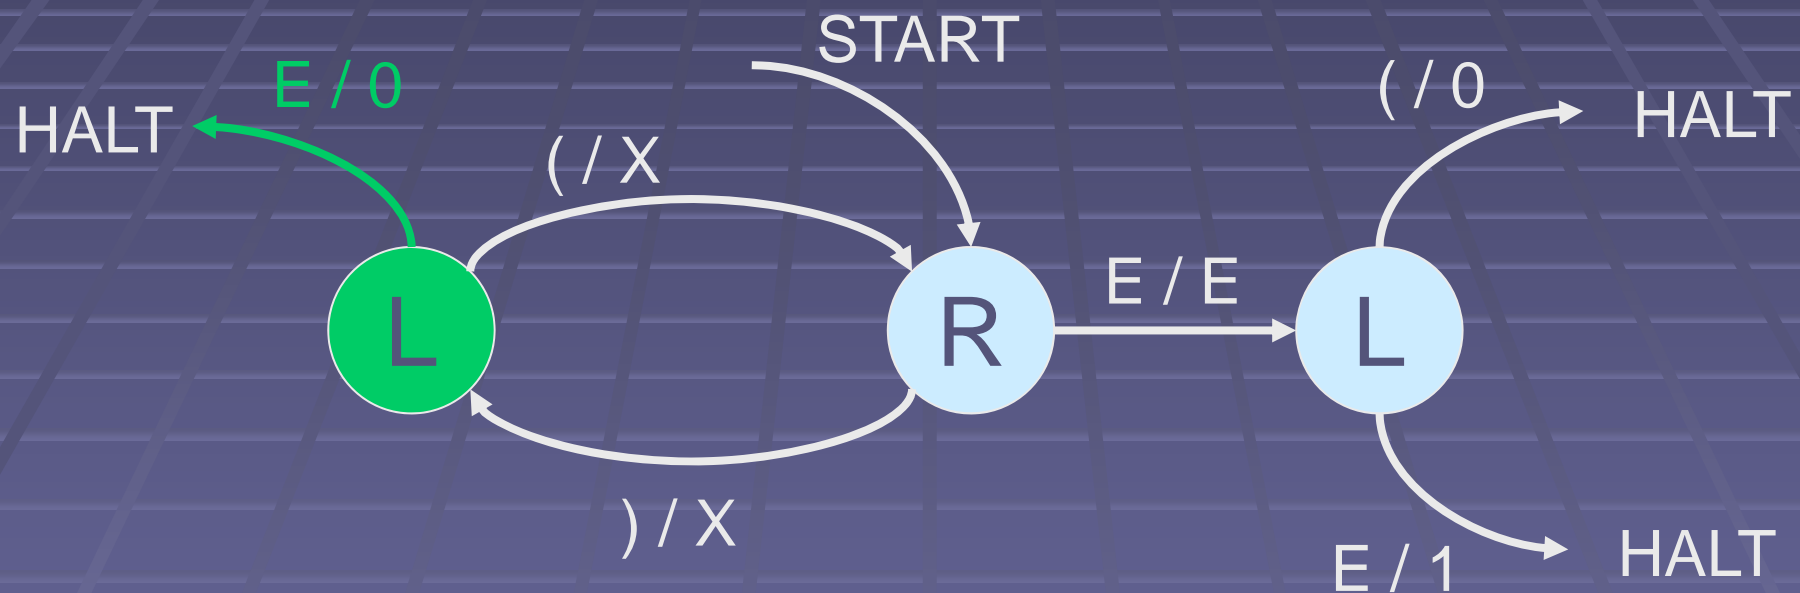 START
E / 0
( / 0
HALT
HALT
( / X
E / E
L
R
L
) / X
HALT
E / 1